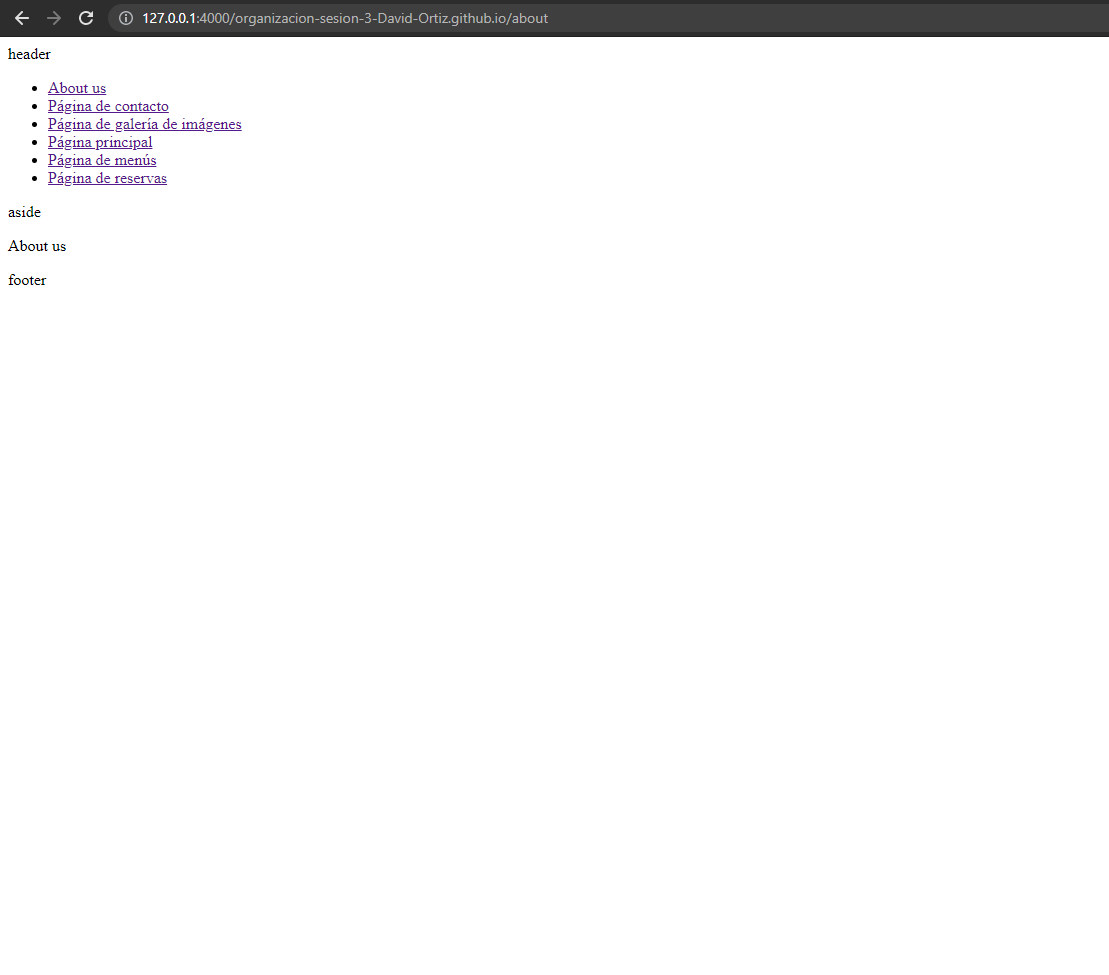 127.0.0.1:4000/organizacion-sesion-3-David-Ortiz.github.io/about
header
About us
Página de contacto
Página de galería de imágenes
Página principal
Página de menús
Página de reservas
aside
About us
footer